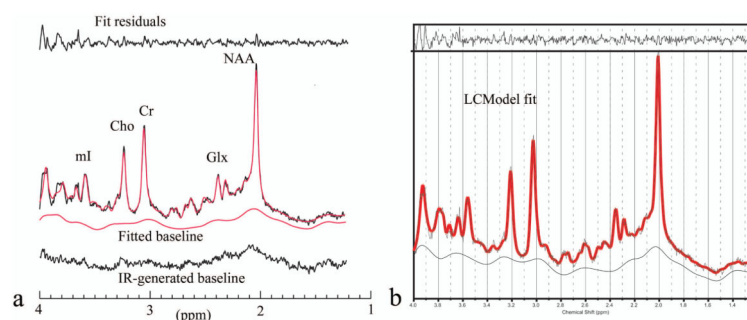 Fit residuals
NAA
Cho
Cr
mI
Glx
Fitted baseline
IR-generated baseline
4 3 2 1
(ppm)
a
LCModel fit
4.0 3.8 3.6 3.4 3.2 3.0 2.8 2.6 2.4 2.2 2.0 1.8 1.6 1.4
Chemical Shift (ppm)
b